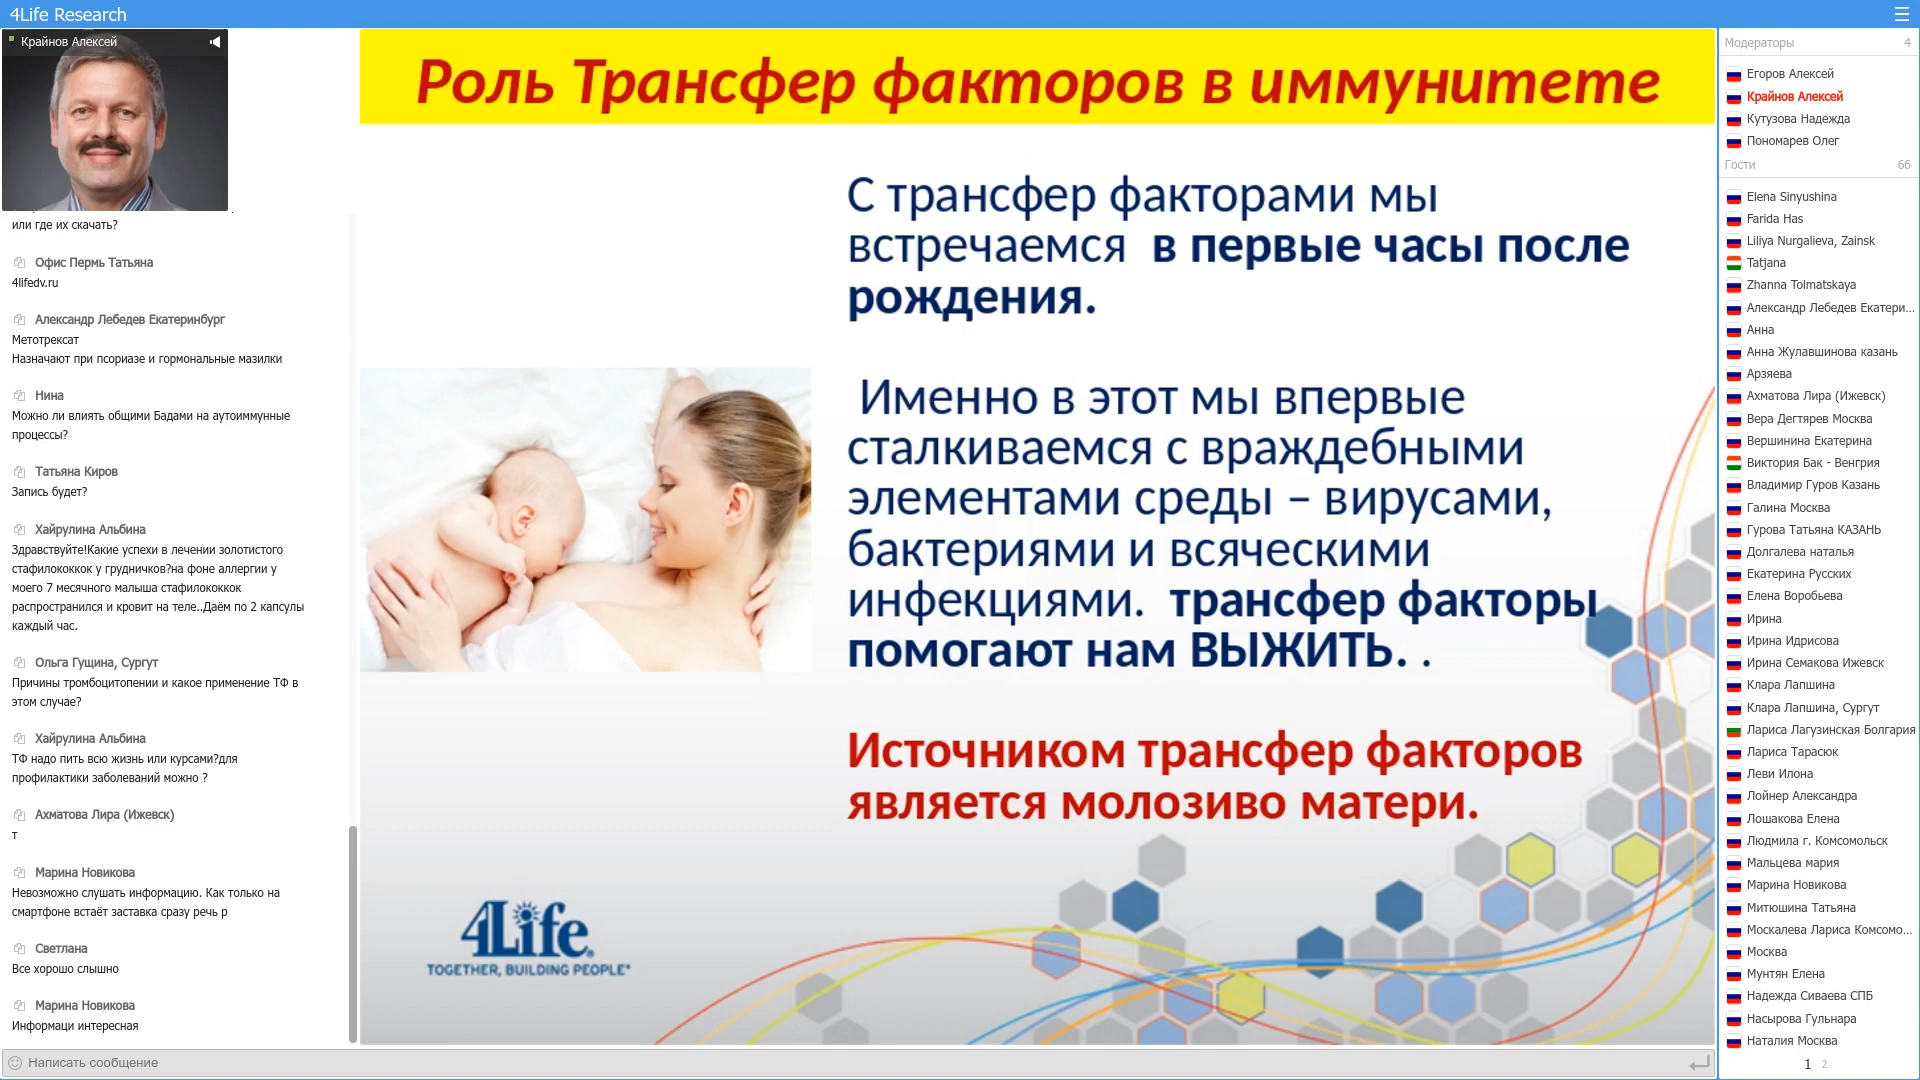 4Life Research
Крайнов Алексей
или где их скачать?
Офис Пермь Татьяна
4lifedv.ru
Александр Лебедев Екатеринбург
Метотрексат
Назначают при псориазе и гормональные мазилки
Нина
Можно ли влиять общими Бадами на аутоиммунные
процессы?
Татьяна Киров
Запись будет?
Хайрулина Альбина
Здравствуйте!Какие успехи в лечении золотистого
стафилококкок у грудничков?на фоне аллергии у
моего 7 месячного малыша стафилококкок
распространился и кровит на теле..Даём по 2 капсулы
каждый час.
Ольга Гущина, Сургут
Причины тромбоцитопении и какое применение ТФ в
этом случае?
Хайрулина Альбина
ТФ надо пить всю жизнь или курсами?для
профилактики заболеваний можно ?
Ахматова Лира (Ижевск)
т
Марина Новикова
Невозможно слушать информацию. Как только на
смартфоне встаёт заставка сразу речь р
Светлана
Все хорошо слышно
Марина Новикова
Информаци интересная
Написать сообщение
Роль Трансфер факторов в иммунитете
С трансфер факторами мы
встречаемся в первые часы после
рождения.
Именно в этот мы впервые
сталкиваемся с враждебными
элементами среды – вирусами,
бактериями и всяческими
инфекциями. трансфер факторы
помогают нам ВЫЖИТЬ. .
Источником трансфер факторов
является молозиво матери.
4Life®
TOGETHER, BUILDING PEOPLE®
Модераторы 4
Егоров Алексей
Крайнов Алексей
Кутузова Надежда
Пономарев Олег
Гости 66
Elena Sinyushina
Farida Has
Liliya Nurgalieva, Zainsk
Tatjana
Zhanna Tolmatskaya
Александр Лебедев Екатери...
Анна
Анна Жулавшинова казань
Арзяева
Ахматова Лира (Ижевск)
Вера Дегтярев Москва
Вершинина Екатерина
Виктория Бак - Венгрия
Владимир Гуров Казань
Галина Москва
Гурова Татьяна КАЗАНЬ
Долгалева наталья
Екатерина Русских
Елена Воробьева
Ирина
Ирина Идрисова
Ирина Семакова Ижевск
Клара Лапшина
Клара Лапшина, Сургут
Лариса Лагузинская Болгария
Лариса Тарасюк
Леви Илона
Лойнер Александра
Лошакова Елена
Людмила г. Комсомольск
Мальцева мария
Марина Новикова
Митюшина Татьяна
Москалева Лариса Комсомо...
Москва
Мунтян Елена
Надежда Сиваева СПБ
Насырова Гульнара
Наталия Москва
1 2